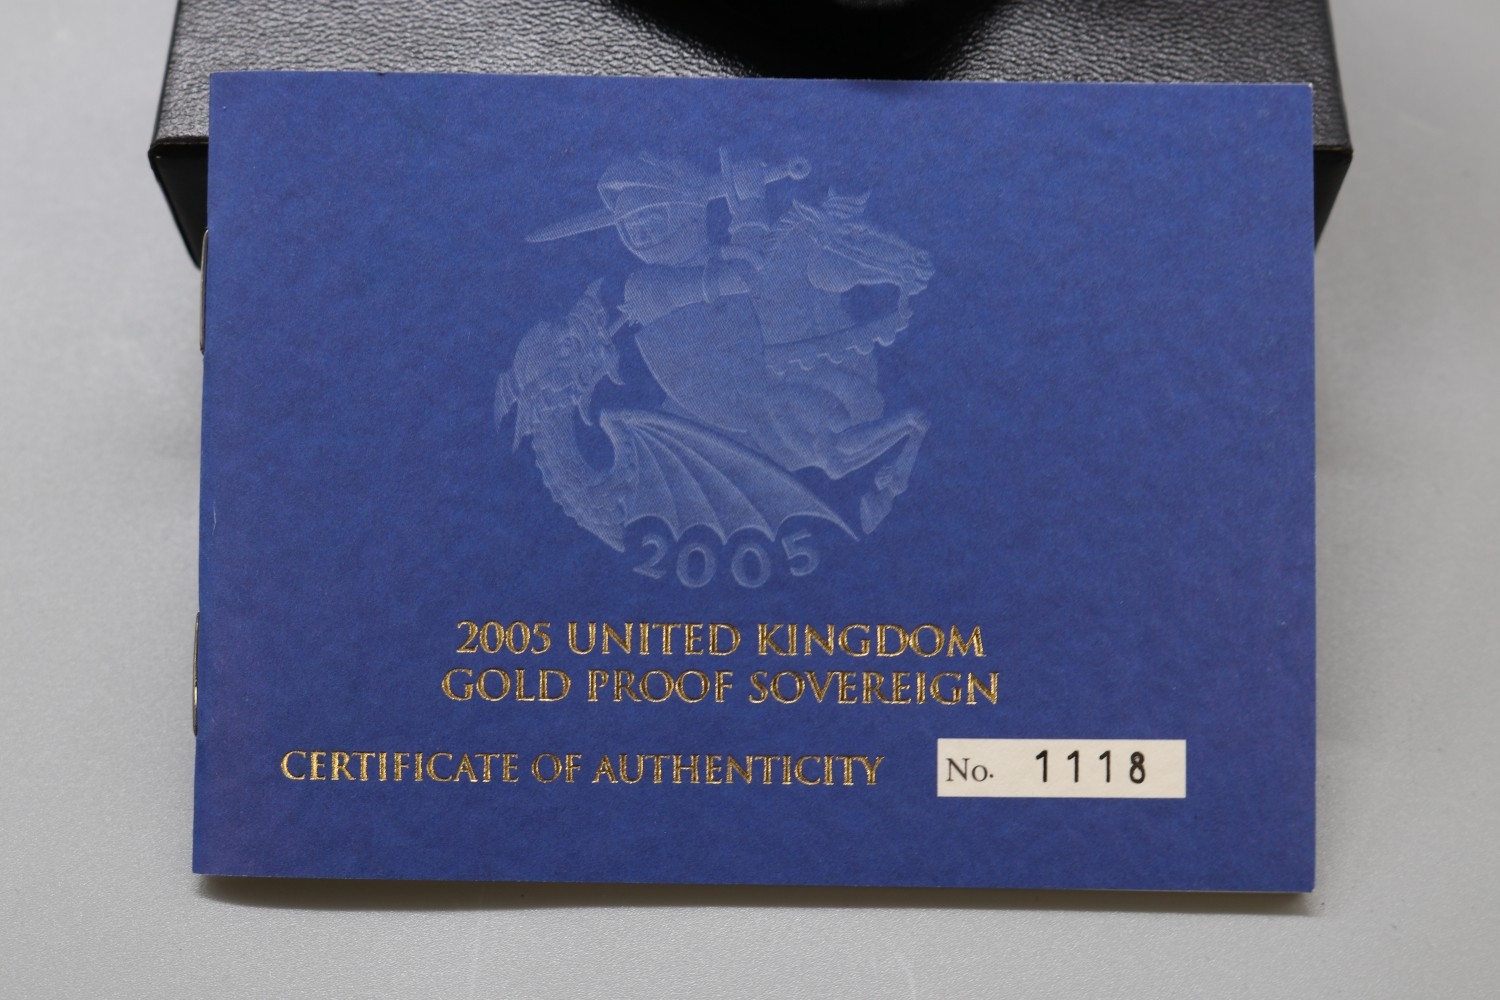 2005
2005 UNITED KINGDOM
GOLD PROOF SOVEREIGN
CERTIFICATE OF AUTHENTICITY No. 1118